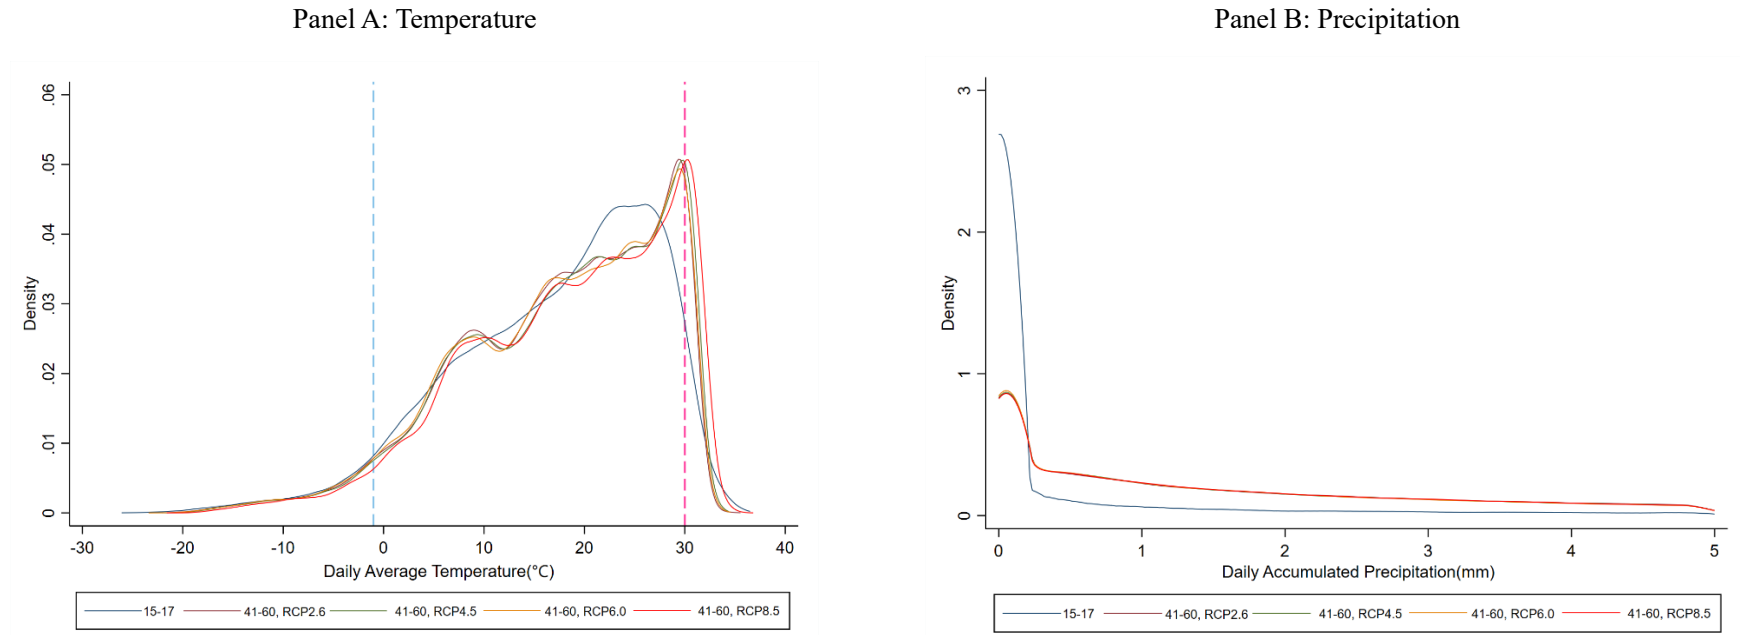 Panel A: Temperature
Density
0
.01
.02
.03
.04
.05
.06
-30
-20
-10
0
10
20
30
40
Daily Average Temperature(°C)
15-17
41-60, RCP2.6
41-60, RCP4.5
41-60, RCP6.0
41-60, RCP8.5
Panel B: Precipitation
Density
0
1
2
3
0
1
2
3
4
5
Daily Accumulated Precipitation(mm)
15-17
41-60, RCP2.6
41-60, RCP4.5
41-60, RCP6.0
41-60, RCP8.5